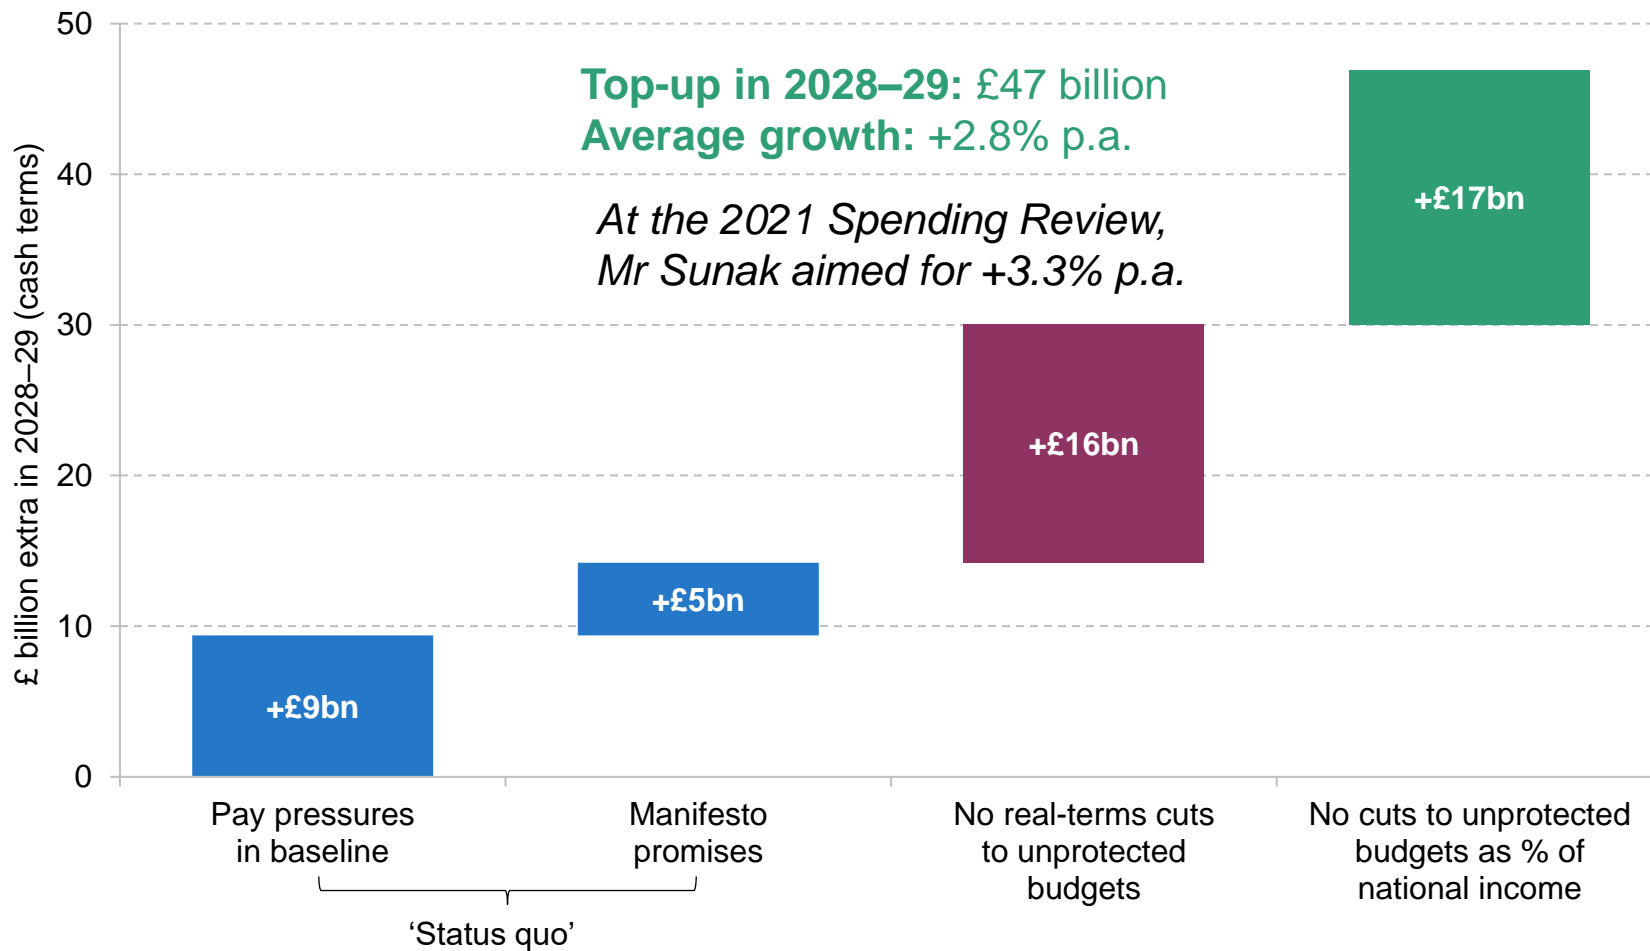 £ billion extra in 2028–29 (cash terms)
50
40
30
20
10
0
Top-up in 2028–29: £47 billion
Average growth: +2.8% p.a.
At the 2021 Spending Review,
Mr Sunak aimed for +3.3% p.a.
+£9bn
+£5bn
+£16bn
+£17bn
Pay pressures
in baseline
Manifesto
promises
No real-terms cuts
to unprotected
budgets
No cuts to unprotected
budgets as % of
national income
‘Status quo’